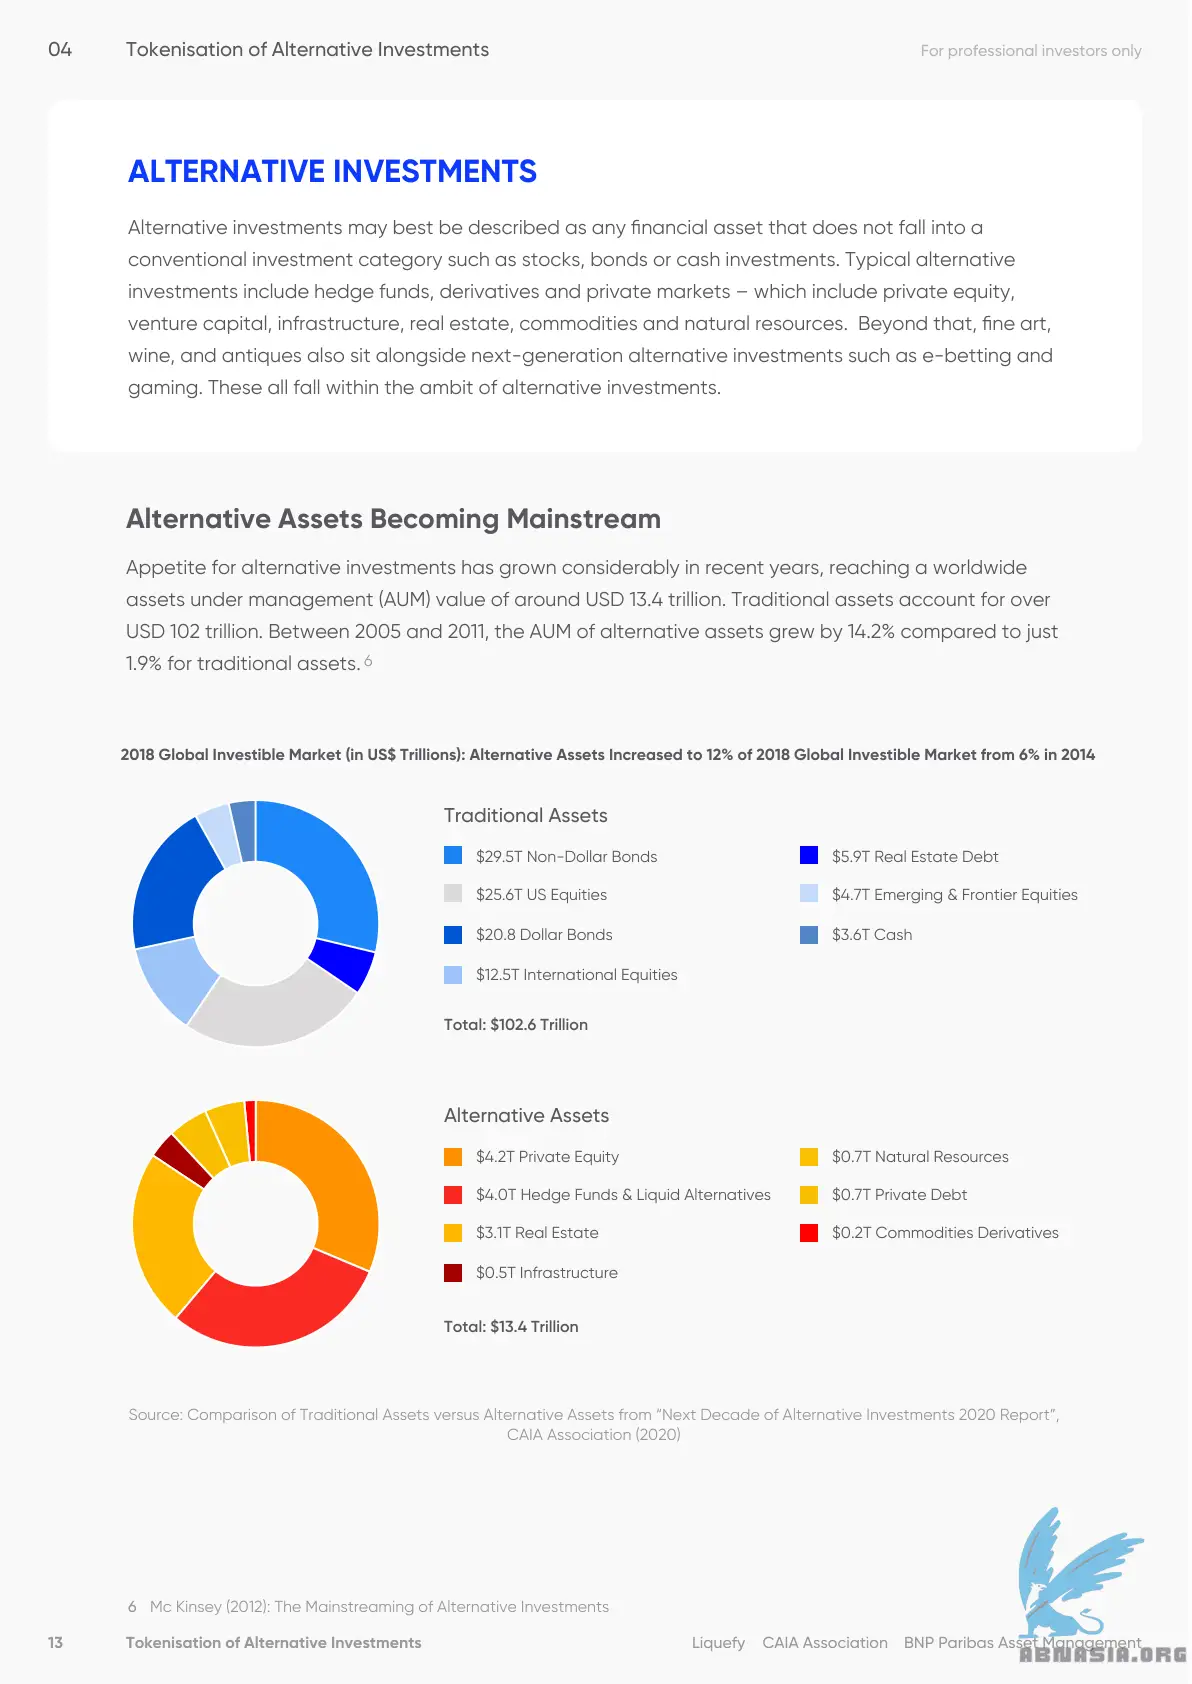 04 Tokenisation of Alternative Investments For professional investors only
ALTERNATIVE INVESTMENTS
Alternative investments may best be described as any financial asset that does not fall into a
conventional investment category such as stocks, bonds or cash investments. Typical alternative
investments include hedge funds, derivatives and private markets – which include private equity,
venture capital, infrastructure, real estate, commodities and natural resources. Beyond that, fine art,
wine, and antiques also sit alongside next-generation alternative investments such as e-betting and
gaming. These all fall within the ambit of alternative investments.
Alternative Assets Becoming Mainstream
Appetite for alternative investments has grown considerably in recent years, reaching a worldwide
assets under management (AUM) value of around USD 13.4 trillion. Traditional assets account for over
USD 102 trillion. Between 2005 and 2011, the AUM of alternative assets grew by 14.2% compared to just
1.9% for traditional assets. 6
2018 Global Investible Market (in US$ Trillions): Alternative Assets Increased to 12% of 2018 Global Investible Market from 6% in 2014
Traditional Assets
$29.5T Non-Dollar Bonds
$25.6T US Equities
$20.8 Dollar Bonds
$12.5T International Equities
$5.9T Real Estate Debt
$4.7T Emerging & Frontier Equities
$3.6T Cash
Total: $102.6 Trillion
Alternative Assets
$4.2T Private Equity
$4.0T Hedge Funds & Liquid Alternatives
$3.1T Real Estate
$0.5T Infrastructure
$0.7T Natural Resources
$0.7T Private Debt
$0.2T Commodities Derivatives
Total: $13.4 Trillion
Source: Comparison of Traditional Assets versus Alternative Assets from “Next Decade of Alternative Investments 2020 Report”,
CAIA Association (2020)
6 Mc Kinsey (2012): The Mainstreaming of Alternative Investments
13 Tokenisation of Alternative Investments Liquefy CAIA Association BNP Paribas Asset Management
ABNASIA.ORG